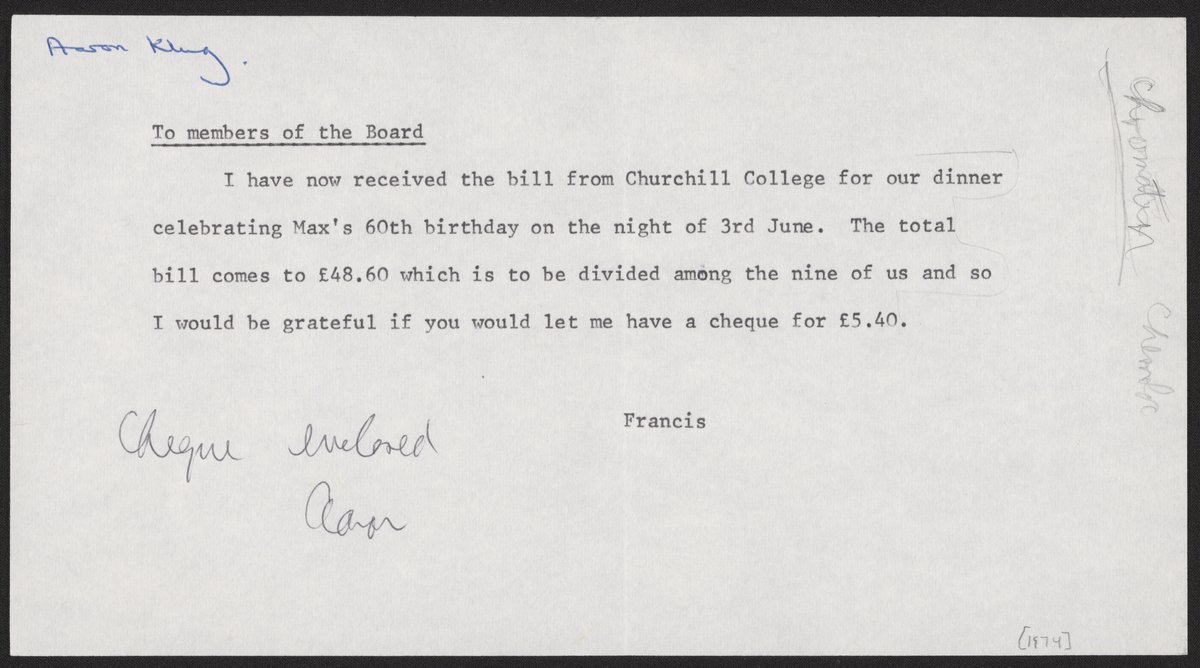 Aaron Klug.
To members of the Board
I have now received the bill from Churchill College for our dinner
celebrating Max's 60th birthday on the night of 3rd June. The total
bill comes to £48.60 which is to be divided among the nine of us and so
I would be grateful if you would let me have a cheque for £5.40.
Francis
Cheque enclosed
Aaron
Chromatin
[1974]